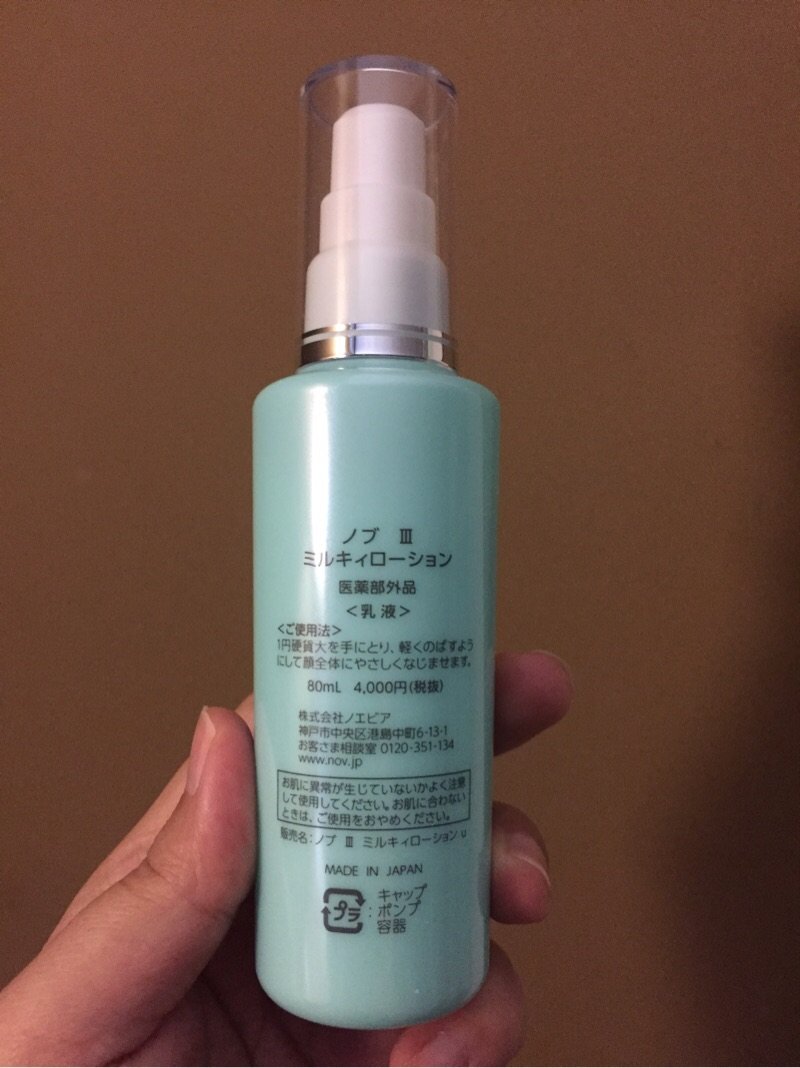 ノブ Ⅲ
ミルキィローション
医薬部外品
<乳液>
<ご使用法>
1円硬貨大を手にとり、軽くのばすよう
にして顔全体にやさしくなじませます。
80mL 4,000円(税抜)
株式会社ノエビア
神戸市中央区港島中町6-13-1
お客さま相談室 0120-351-134
www.nov.jp
お肌に異常が生じていないかよく注意
して使用してください。お肌に合わない
ときは、ご使用をおやめください。
販売名:ノブ Ⅲ ミルキィローション u
MADE IN JAPAN
プラ
:キャップ
ポンプ
容器